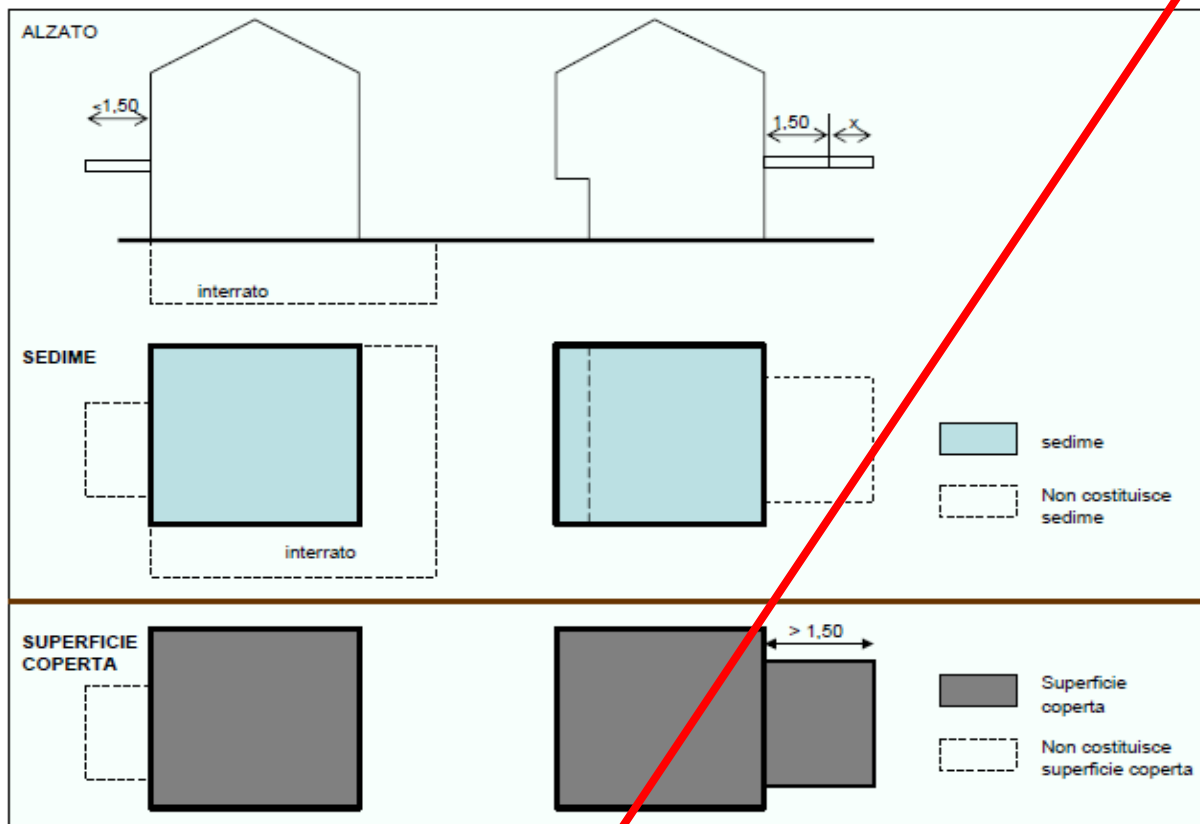 ALZATO
≤1,50
1,50
x
interrato
SEDIME
sedime
Non costituisce
sedime
interrato
SUPERFICIE
COPERTA
> 1,50
Superficie
coperta
Non costituisce
superficie coperta